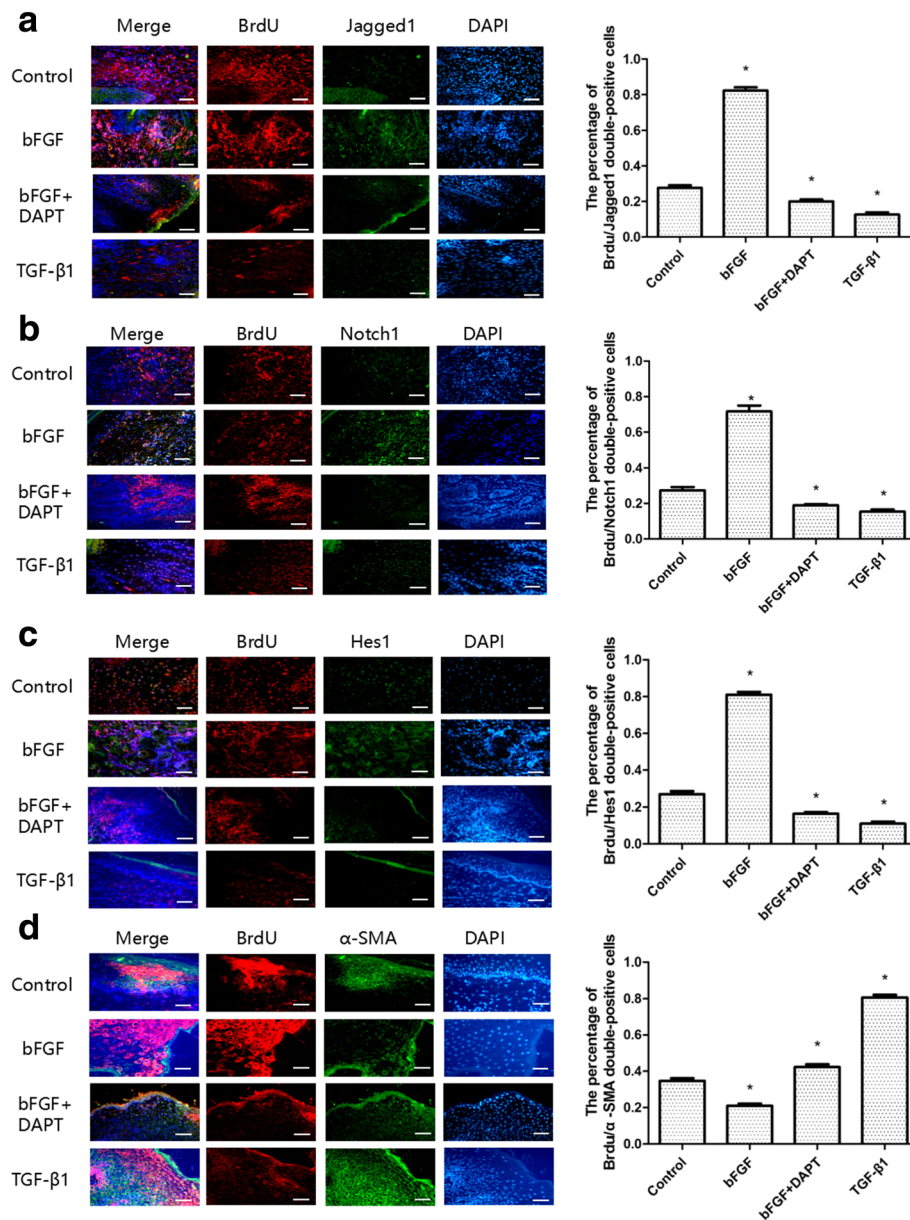 a
Merge BrdU Jagged1 DAPI
Control
bFGF
bFGF+
DAPT
TGF-β1
The percentage of
Brdu/Jagged1 double-positive cells
1.0
0.8
0.6
0.4
0.2
0.0
*
*
*
Control
bFGF
bFGF+DAPT
TGF-β1
b
Merge BrdU Notch1 DAPI
Control
bFGF
bFGF+
DAPT
TGF-β1
The percentage of
Brdu/Notch1 double-positive cells
1.0
0.8
0.6
0.4
0.2
0.0
*
*
*
Control
bFGF
bFGF+DAPT
TGF-β1
c
Merge BrdU Hes1 DAPI
Control
bFGF
bFGF+
DAPT
TGF-β1
The percentage of
Brdu/Hes1 double-positive cells
1.0
0.8
0.6
0.4
0.2
0.0
*
*
*
Control
bFGF
bFGF+DAPT
TGF-β1
d
Merge BrdU α-SMA DAPI
Control
bFGF
bFGF+
DAPT
TGF-β1
The percentage of
Brdu/α -SMA double-positive cells
1.0
0.8
0.6
0.4
0.2
0.0
*
*
*
Control
bFGF
bFGF+DAPT
TGF-β1